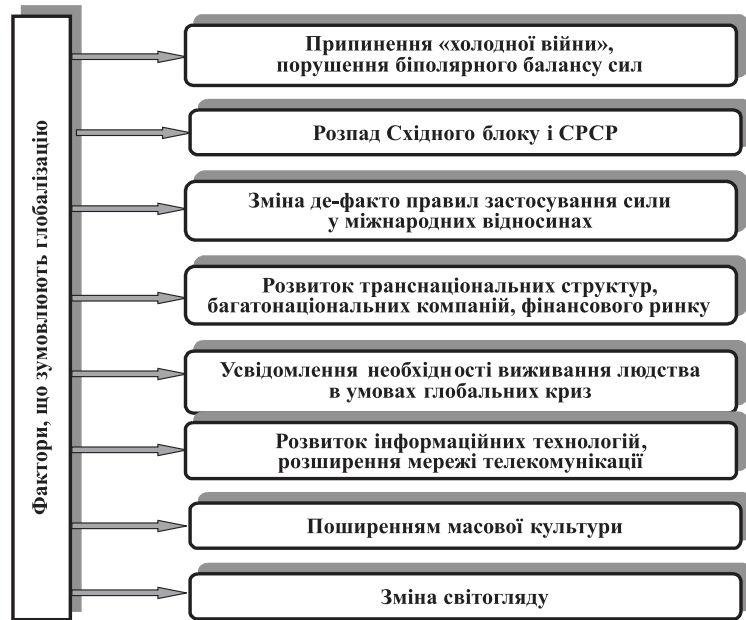 Фактори, що зумовлюють глобалізацію
Припинення «холодної війни»,
порушення біполярного балансу сил
Розпад Східного блоку і СРСР
Зміна де-факто правил застосування сили
у міжнародних відносинах
Розвиток транснаціональних структур,
багатонаціональних компаній, фінансового ринку
Усвідомлення необхідності виживання людства
в умовах глобальних криз
Розвиток інформаційних технологій,
розширення мережі телекомунікації
Поширенням масової культури
Зміна світогляду